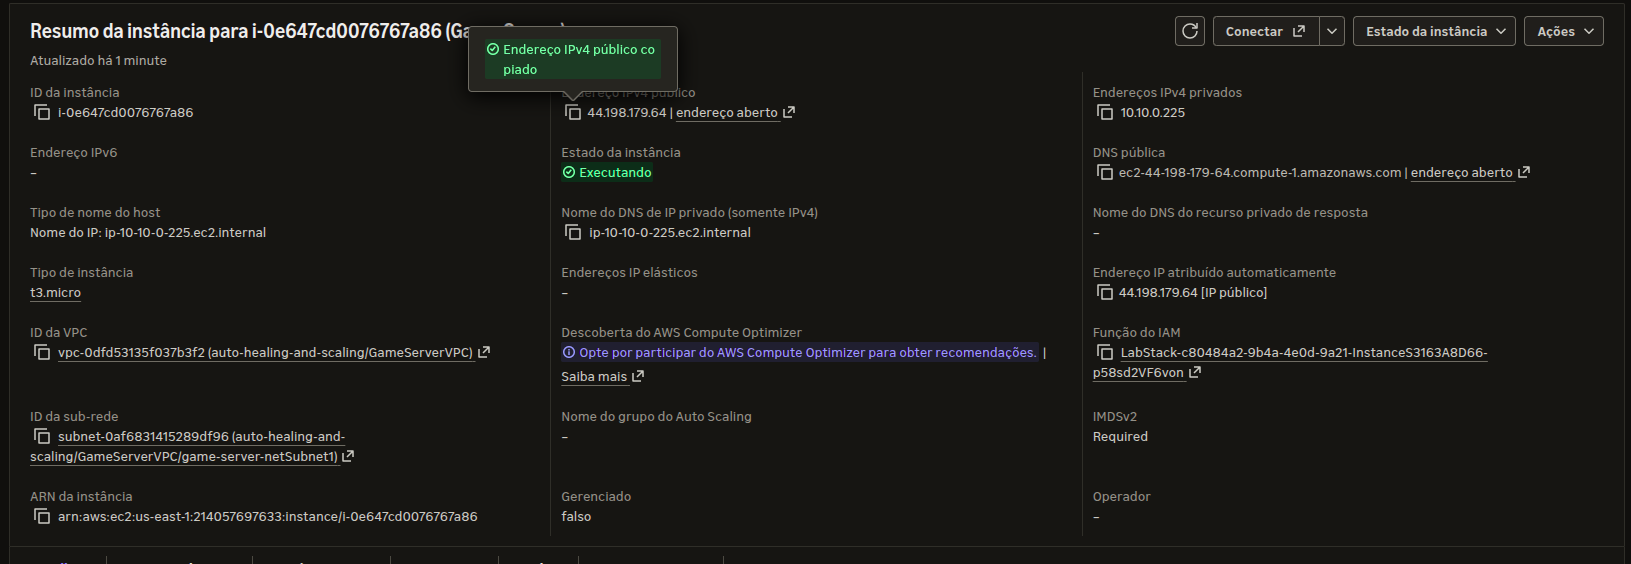 Resumo da instância para i-0e647cd0076767a86
Conectar
Estado da instância
Ações
Endereço IPv4 público co
piado
Atualizado há 1 minute
ID da instância
i-0e647cd0076767a86
Endereço IPv4 público
44.198.179.64 | endereço aberto
Endereços IPv4 privados
10.10.0.225
Endereço IPv6
–
Estado da instância
Executando
DNS pública
ec2-44-198-179-64.compute-1.amazonaws.com | endereço aberto
Tipo de nome do host
Nome do IP: ip-10-10-0-225.ec2.internal
Nome do DNS de IP privado (somente IPv4)
ip-10-10-0-225.ec2.internal
Nome do DNS do recurso privado de resposta
–
Tipo de instância
t3.micro
Endereços IP elásticos
–
Endereço IP atribuído automaticamente
44.198.179.64 [IP público]
ID da VPC
vpc-0dfd53135f037b3f2 (auto-healing-and-scaling/GameServerVPC)
Descoberta do AWS Compute Optimizer
Opte por participar do AWS Compute Optimizer para obter recomendações. |
Saiba mais
Função do IAM
LabStack-c80484a2-9b4a-4e0d-9a21-InstanceS3163A8D66-
p58sd2VF6von
ID da sub-rede
subnet-0af6831415289df96 (auto-healing-and-
scaling/GameServerVPC/game-server-netSubnet1)
Nome do grupo do Auto Scaling
–
IMDSv2
Required
ARN da instância
arn:aws:ec2:us-east-1:214057697633:instance/i-0e647cd0076767a86
Gerenciado
falso
Operador
–